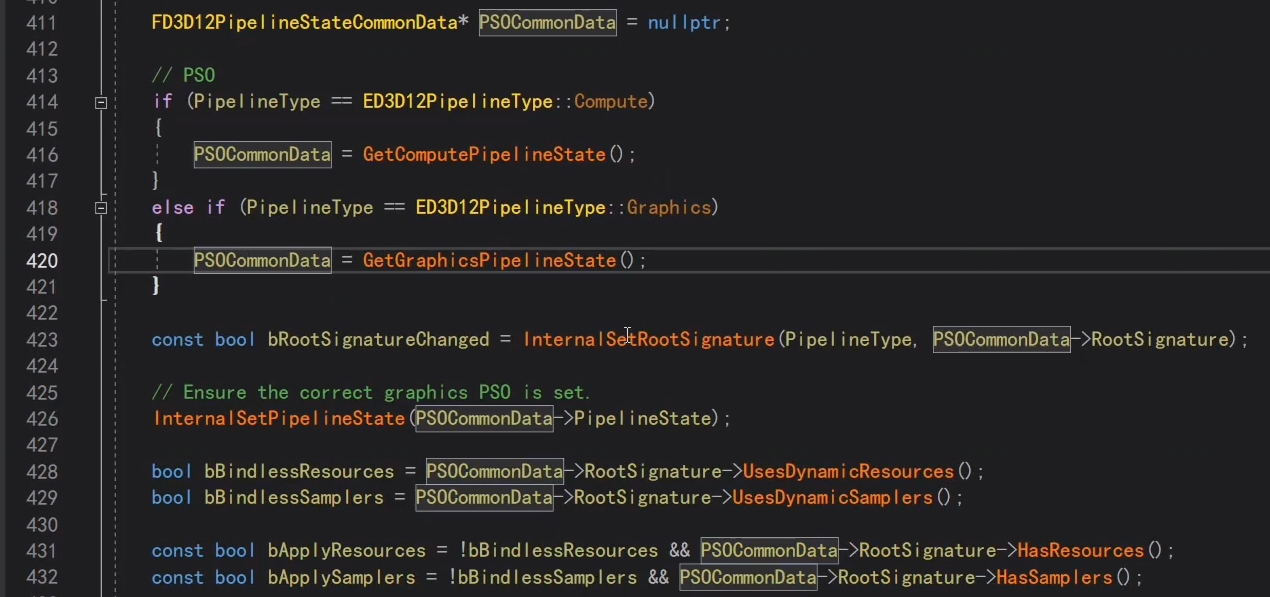 411 FD3D12PipelineStateCommonData* PSOCommonData = nullptr;
412
413 // PSO
414 if (PipelineType == ED3D12PipelineType::Compute)
415 {
416 PSOCommonData = GetComputePipelineState();
417 }
418 else if (PipelineType == ED3D12PipelineType::Graphics)
419 {
420 PSOCommonData = GetGraphicsPipelineState();
421 }
422
423 const bool bRootSignatureChanged = InternalSetRootSignature(PipelineType, PSOCommonData->RootSignature);
424
425 // Ensure the correct graphics PSO is set.
426 InternalSetPipelineState(PSOCommonData->PipelineState);
427
428 bool bBindlessResources = PSOCommonData->RootSignature->UsesDynamicResources();
429 bool bBindlessSamplers = PSOCommonData->RootSignature->UsesDynamicSamplers();
430
431 const bool bApplyResources = !bBindlessResources && PSOCommonData->RootSignature->HasResources();
432 const bool bApplySamplers = !bBindlessSamplers && PSOCommonData->RootSignature->HasSamplers();